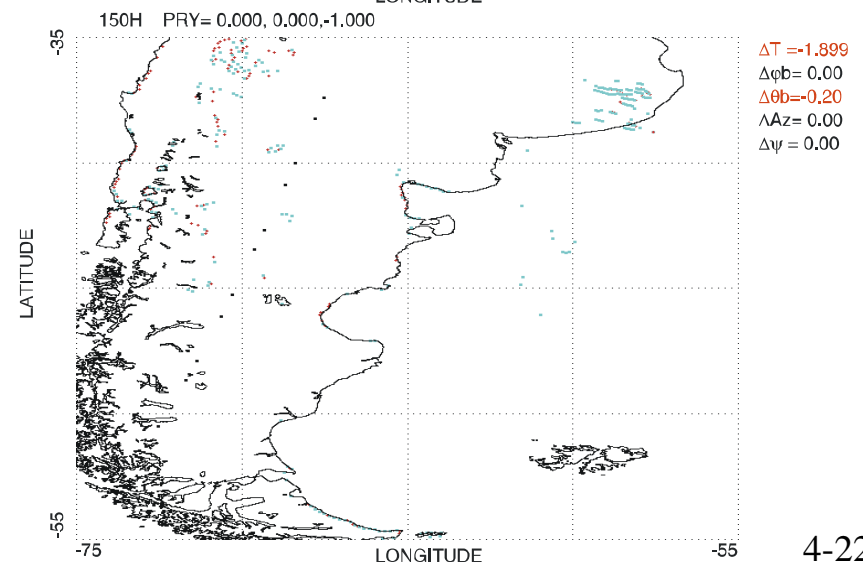 LONGITUDE
150H PRY= 0.000, 0.000,-1.000
-35
ΔT =-1.899
Δφb= 0.00
Δθb=-0.20
ΔAz= 0.00
Δψ = 0.00
LATITUDE
-55
-75 LONGITUDE -55
4-22